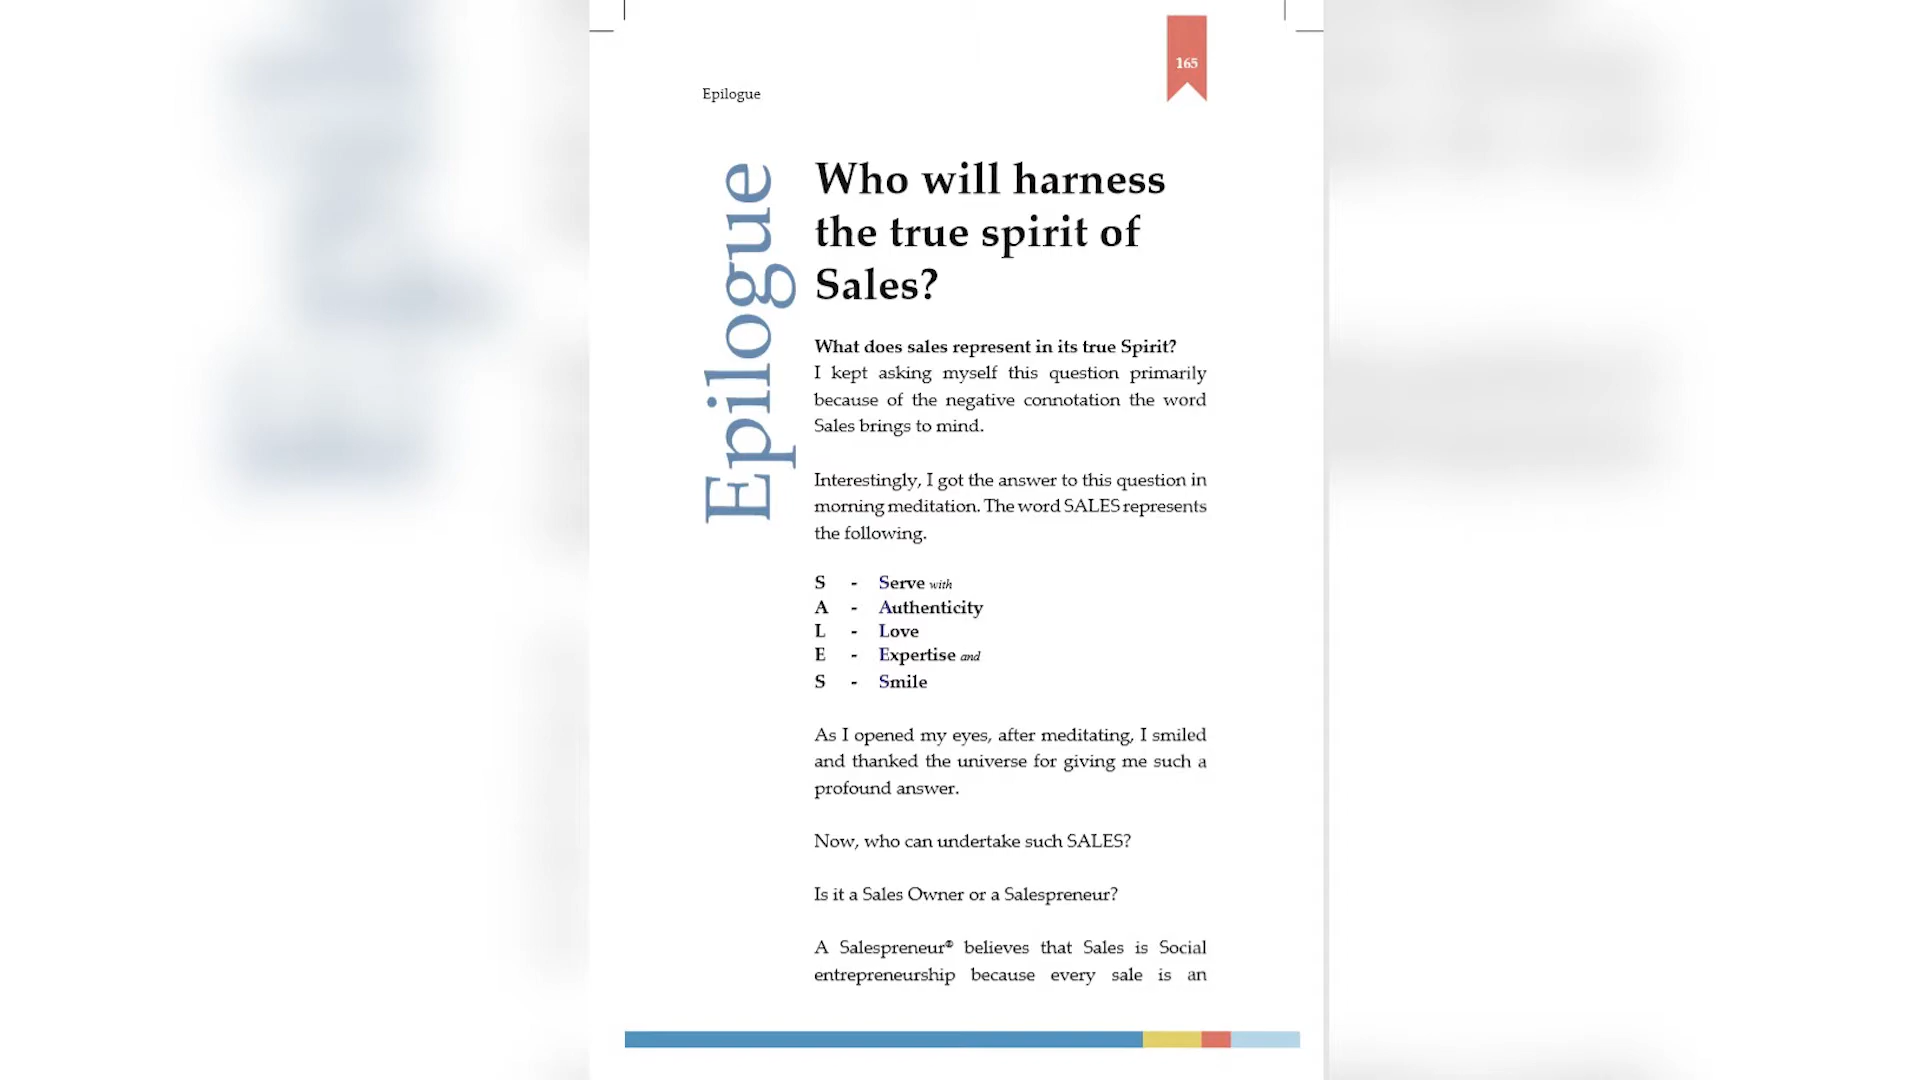 165
Epilogue
Epilogue
Who will harness
the true spirit of
Sales?
What does sales represent in its true Spirit?
I kept asking myself this question primarily
because of the negative connotation the word
Sales brings to mind.
Interestingly, I got the answer to this question in
morning meditation. The word SALES represents
the following.
S - Serve with
A - Authenticity
L - Love
E - Expertise and
S - Smile
As I opened my eyes, after meditating, I smiled
and thanked the universe for giving me such a
profound answer.
Now, who can undertake such SALES?
Is it a Sales Owner or a Salespreneur?
A Salespreneur® believes that Sales is Social
entrepreneurship because every sale is an